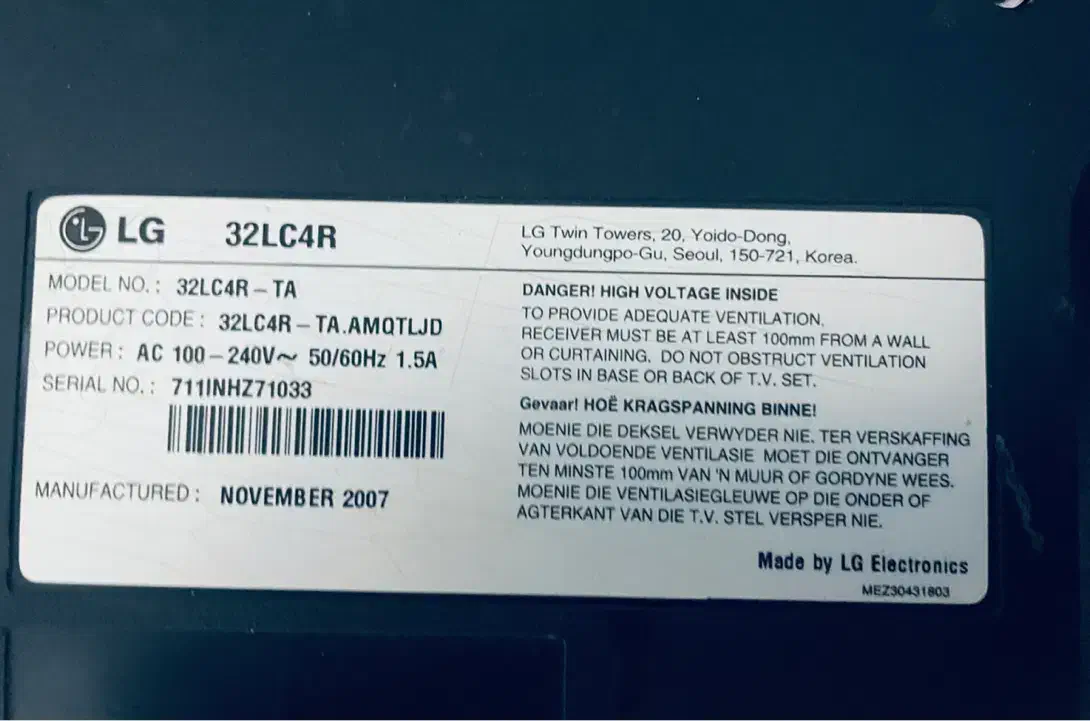 LG 32LC4R
MODEL NO. : 32LC4R – TA
PRODUCT CODE : 32LC4R – TA.AMQTLJD
POWER : AC 100 – 240V~ 50/60Hz 1.5A
SERIAL NO. : 711INHZ71033
MANUFACTURED : NOVEMBER 2007
LG Twin Towers, 20, Yoido-Dong,
Youngdungpo-Gu, Seoul, 150-721, Korea.
DANGER! HIGH VOLTAGE INSIDE
TO PROVIDE ADEQUATE VENTILATION,
RECEIVER MUST BE AT LEAST 100mm FROM A WALL
OR CURTAINING. DO NOT OBSTRUCT VENTILATION
SLOTS IN BASE OR BACK OF T.V. SET.
Gevaar! HOË KRAGSPANNING BINNE!
MOENIE DIE DEKSEL VERWYDER NIE. TER VERSKAFFING
VAN VOLDOENDE VENTILASIE MOET DIE ONTVANGER
TEN MINSTE 100mm VAN 'N MUUR OF GORDYNE WEES.
MOENIE DIE VENTILASIEGLEUWE OP DIE ONDER OF
AGTERKANT VAN DIE T.V. STEL VERSPER NIE.
Made by LG Electronics
MEZ30431803